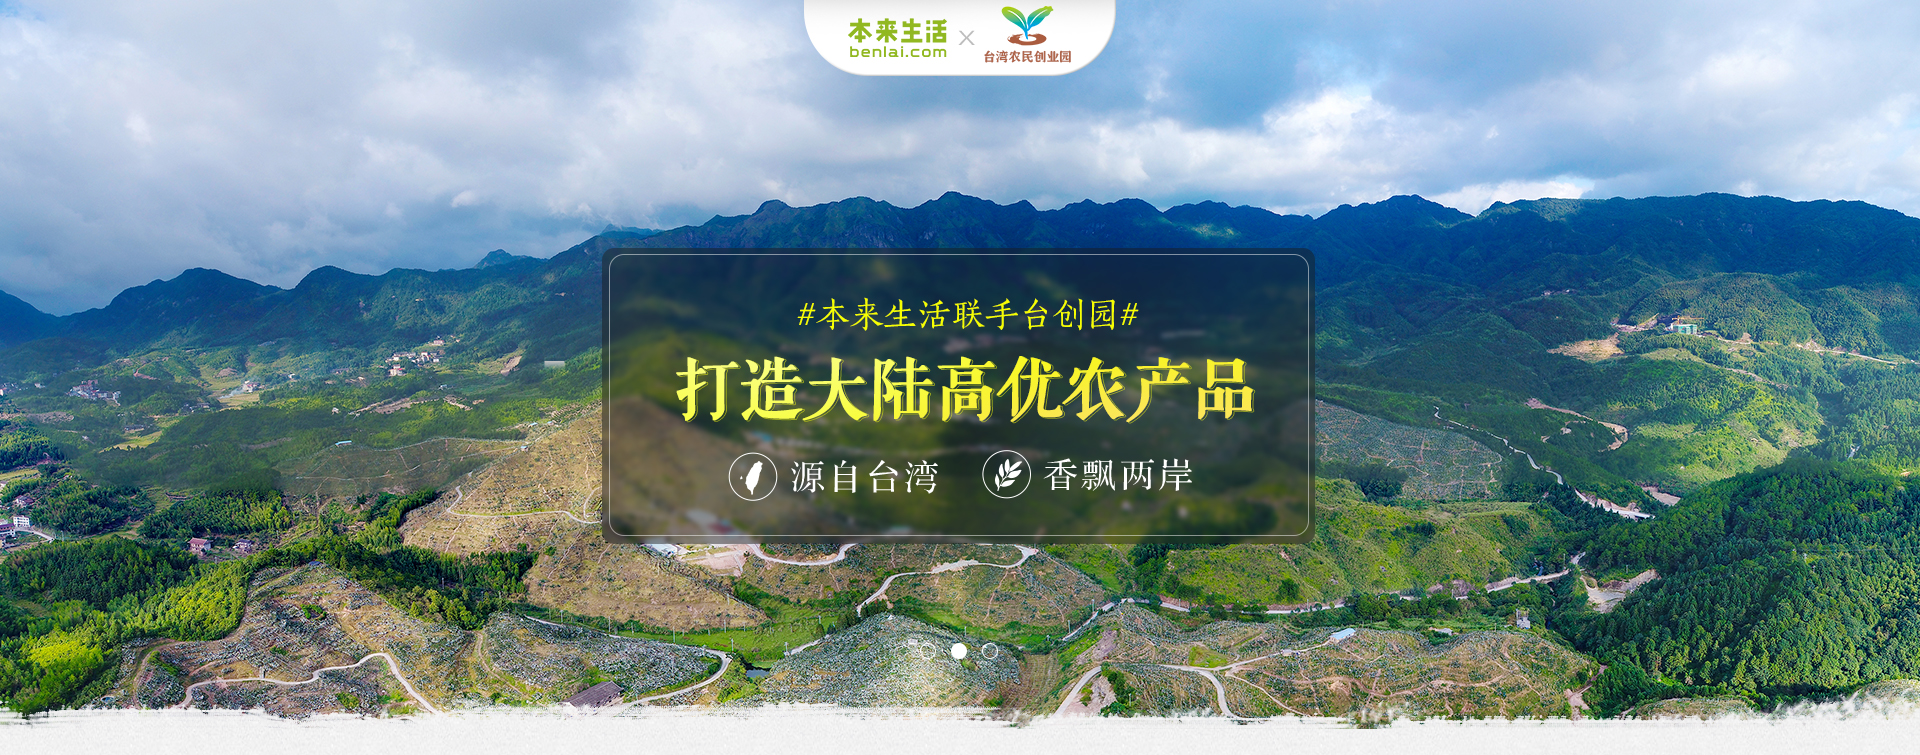 本来生活
benlai.com
×
台湾农民创业园
#本来生活联手台创园#
打造大陆高优农产品
源自台湾 香飘两岸